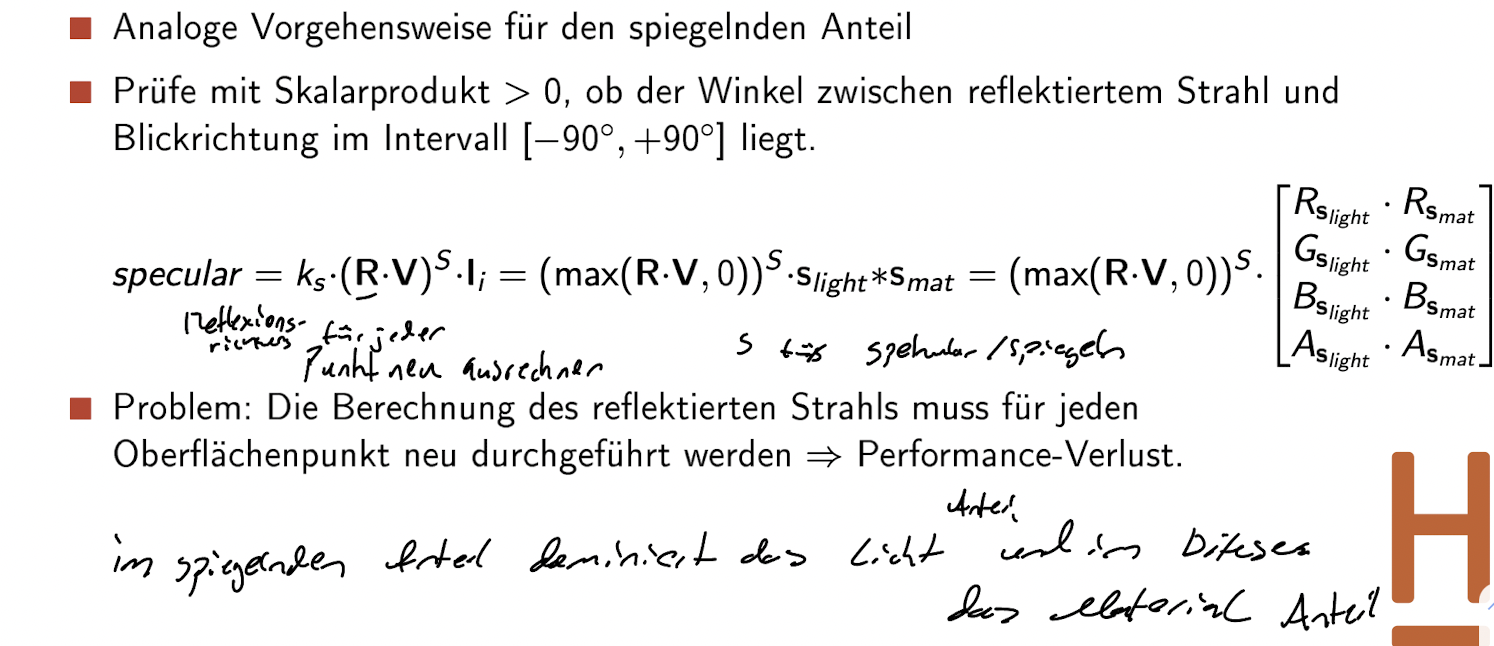 Analoge Vorgehensweise für den spiegelnden Anteil
Prüfe mit Skalarprodukt > 0, ob der Winkel zwischen reflektiertem Strahl und
Blickrichtung im Intervall [−90°, +90°] liegt.
specular = k_s·(R·V)^S·I_i = (max(R·V, 0))^S·s_light*s_mat = (max(R·V, 0))^S· [R_s_light · R_s_mat
G_s_light · G_s_mat
B_s_light · B_s_mat
A_s_light · A_s_mat]
Reflexions-
für jeden
Punkt neu ausrechnen
S für spekular/spiegeln
Problem: Die Berechnung des reflektierten Strahls muss für jeden
Oberflächenpunkt neu durchgeführt werden ⇒ Performance-Verlust.
Anteil
im spiegelnden Anteil dominiert das Licht und im
das Material Anteil
H